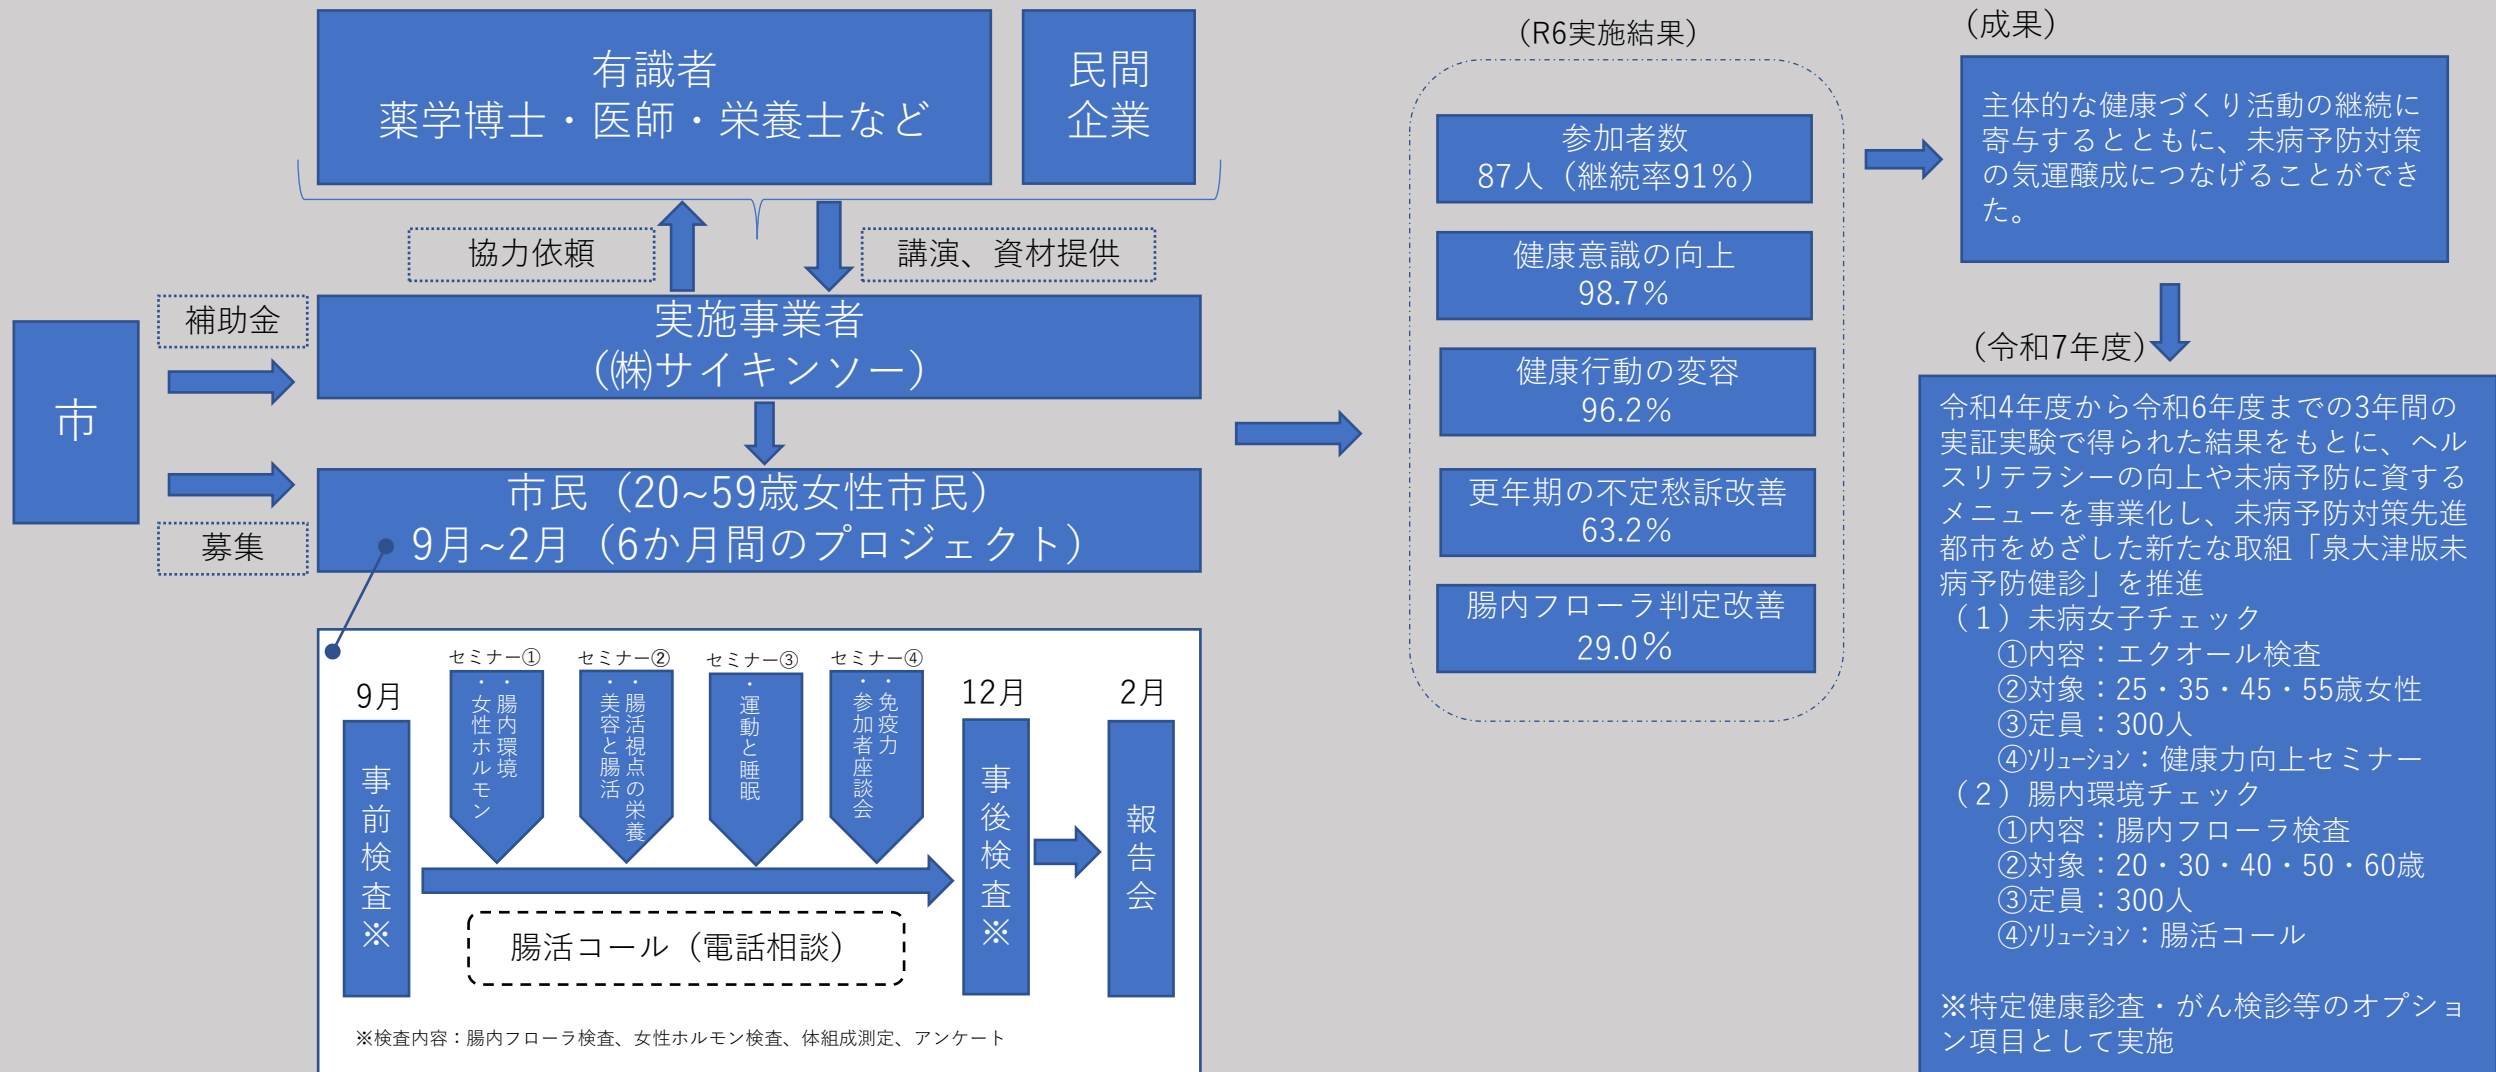 有識者
薬学博士・医師・栄養士など
民間
企業
協力依頼
講演、資材提供
補助金
市
募集
実施事業者
（㈱サイキンソー）
市民（20~59歳女性市民）
9月~2月（6か月間のプロジェクト）
セミナー①
セミナー②
セミナー③
セミナー④
9月
事前検査※
・腸内環境
・女性ホルモン
・腸活視点の栄養
・美容と腸活
・運動と睡眠
・免疫力
・参加者座談会
12月
事後検査※
2月
報告会
腸活コール（電話相談）
※検査内容：腸内フローラ検査、女性ホルモン検査、体組成測定、アンケート
（R6実施結果）
参加者数
87人（継続率91％）
健康意識の向上
98.7％
健康行動の変容
96.2％
更年期の不定愁訴改善
63.2％
腸内フローラ判定改善
29.0％
（成果）
主体的な健康づくり活動の継続に
寄与するとともに、未病予防対策
の気運醸成につなげることができ
た。
（令和7年度）
令和4年度から令和6年度までの3年間の
実証実験で得られた結果をもとに、ヘル
スリテラシーの向上や未病予防に資する
メニューを事業化し、未病予防対策先進
都市をめざした新たな取組「泉大津版未
病予防健診」を推進
（１）未病女子チェック
①内容：エクオール検査
②対象：25・35・45・55歳女性
③定員：300人
④ｿﾘｭｰｼｮﾝ：健康力向上セミナー
（２）腸内環境チェック
①内容：腸内フローラ検査
②対象：20・30・40・50・60歳
③定員：300人
④ｿﾘｭｰｼｮﾝ：腸活コール
※特定健康診査・がん検診等のオプショ
ン項目として実施